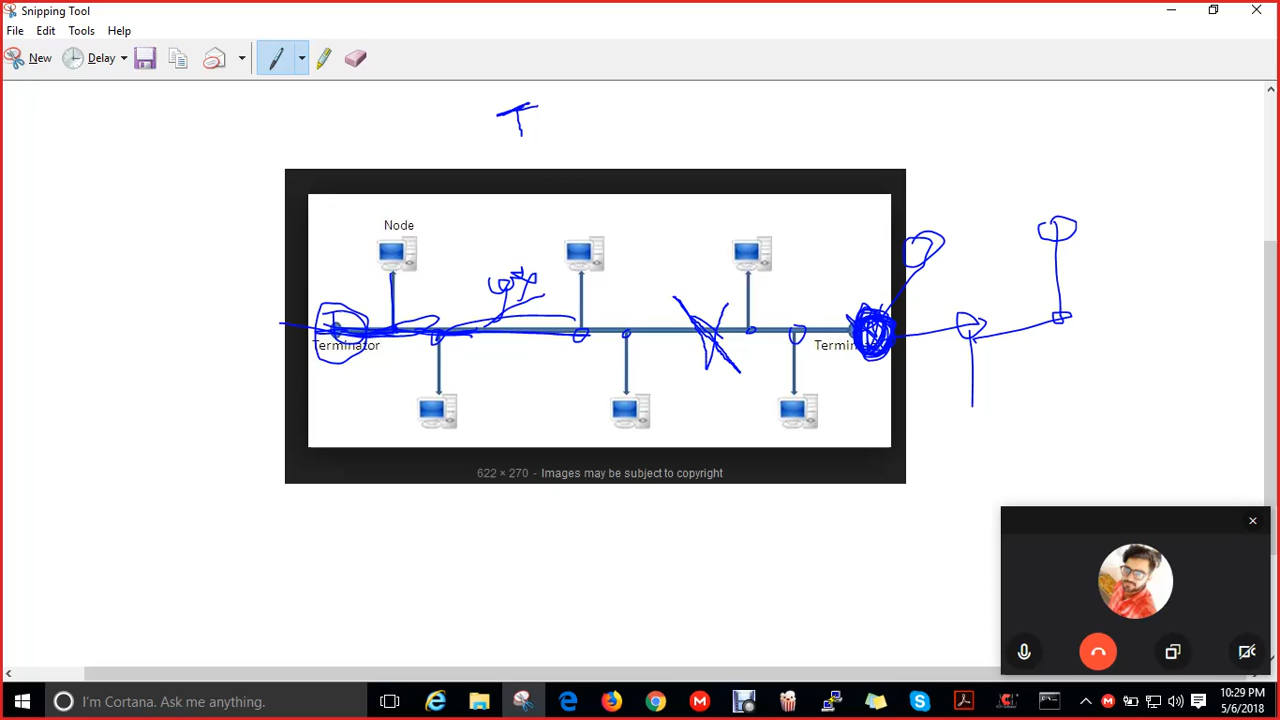 Snipping Tool
File Edit Tools Help
New Delay
T
Node
Terminator
Termin
622 × 270 - Images may be subject to copyright
I'm Cortana. Ask me anything.
10:29 PM
5/6/2018